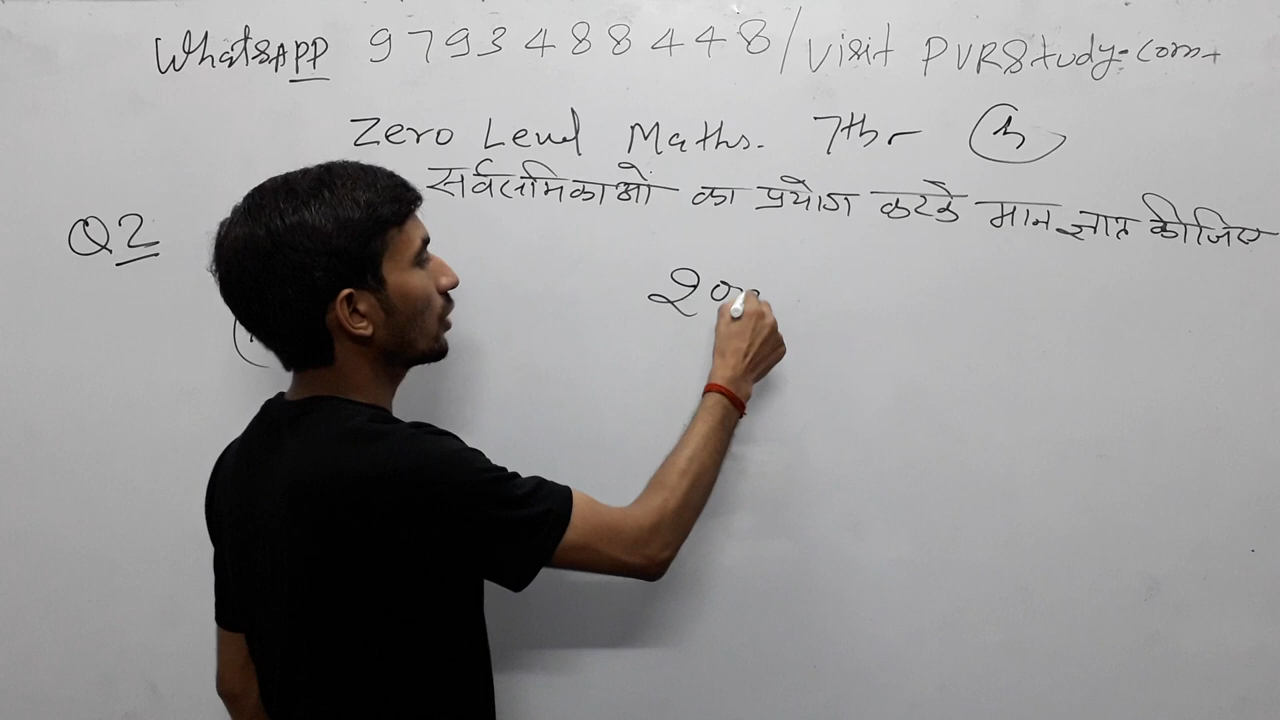 WhatsAPP 9793488448/Visit PVRStudy.com
Zero Level Maths. 7th-
सर्वसमिकाओं का प्रयोग करके मान ज्ञात कीजिए
Q2
20